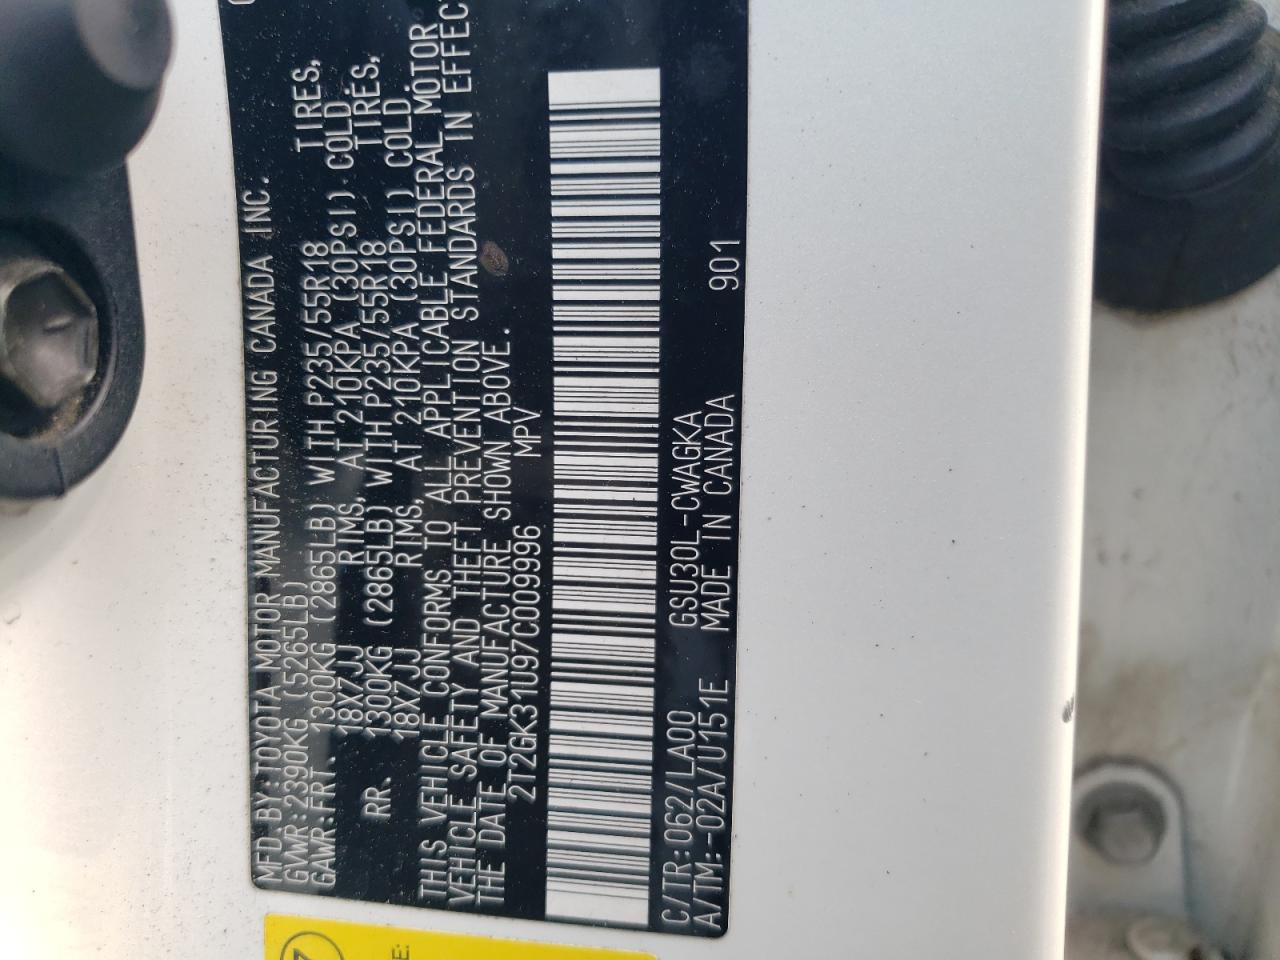 MFD.BY:TOYOTA MOTOR MANUFACTURING CANADA INC.
GVWR:2390KG (5265LB)
GAWR:FRT. 1300KG (2865LB) WITH P235/55R18 TIRES,
18X7JJ RIMS, AT 210KPA (30PSI) COLD.
RR. 1300KG (2865LB) WITH P235/55R18 TIRES,
18X7JJ RIMS, AT 210KPA (30PSI) COLD.
THIS VEHICLE CONFORMS TO ALL APPLICABLE FEDERAL MOTOR
VEHICLE SAFETY AND THEFT PREVENTION STANDARDS IN EFFEC
THE DATE OF MANUFACTURE SHOWN ABOVE.
2T2GK31U97C009996 MPV
C/TR:062/LA00 GSU30L-CWAGKA
A/TM:-02A/U151E MADE IN CANADA 901